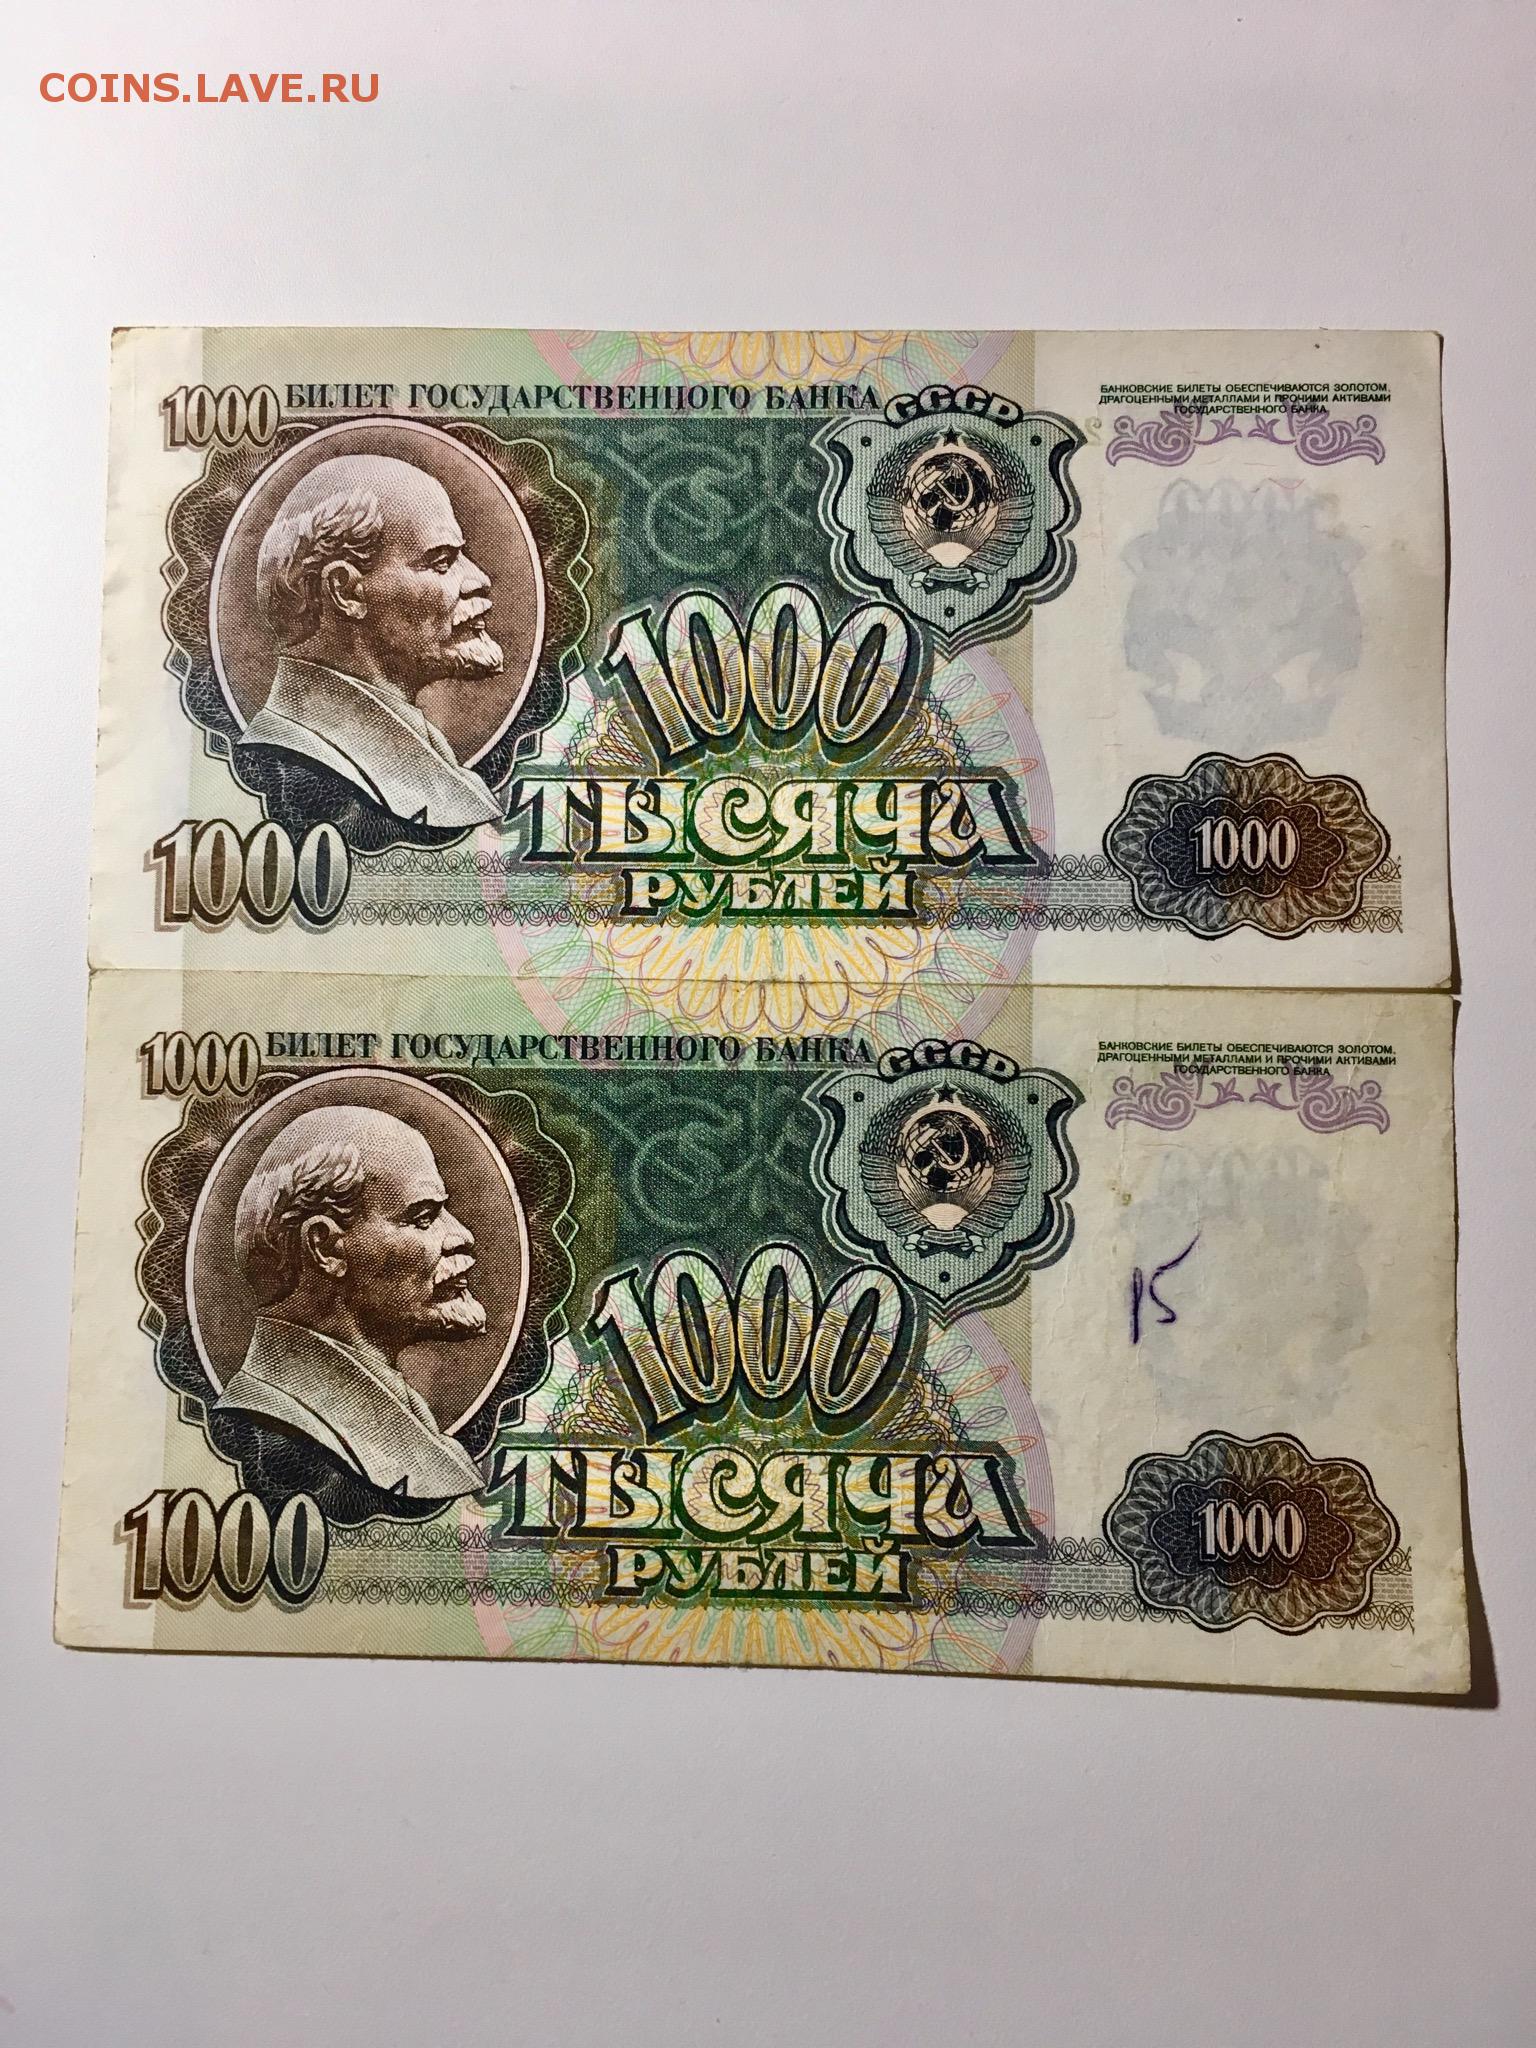 COINS.LAVE.RU
1000 БИЛЕТ ГОСУДАРСТВЕННОГО БАНКА СССР
БАНКОВСКИЕ БИЛЕТЫ ОБЕСПЕЧИВАЮТСЯ ЗОЛОТОМ,
ДРАГОЦЕННЫМИ МЕТАЛЛАМИ И ПРОЧИМИ АКТИВАМИ
ГОСУДАРСТВЕННОГО БАНКА
1000
ТЫСЯЧА
РУБЛЕЙ
1000
1000
1000 БИЛЕТ ГОСУДАРСТВЕННОГО БАНКА СССР
БАНКОВСКИЕ БИЛЕТЫ ОБЕСПЕЧИВАЮТСЯ ЗОЛОТОМ,
ДРАГОЦЕННЫМИ МЕТАЛЛАМИ И ПРОЧИМИ АКТИВАМИ
ГОСУДАРСТВЕННОГО БАНКА
15
1000
ТЫСЯЧА
РУБЛЕЙ
1000
1000